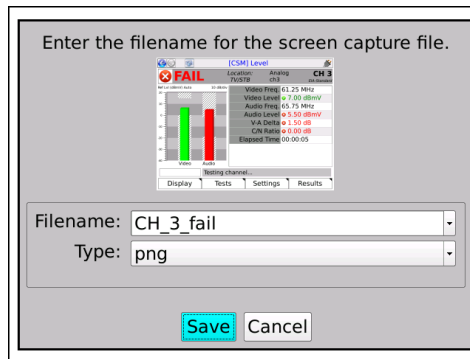 Enter the filename for the screen capture file.
[CSM] Level
FAIL
Location: Analog CH 3
TV/STB ch3
Video Freq. 61.25 MHz
Video Level 7.00 dBmV
Audio Freq. 65.75 MHz
Audio Level 5.50 dBmV
V-A Delta 1.50 dB
C/N Ratio 0.00 dB
Elapsed Time 00:00:05
Video Audio
Testing channel...
Display Tests Settings Results
Filename: CH_3_fail
Type: png
Save Cancel